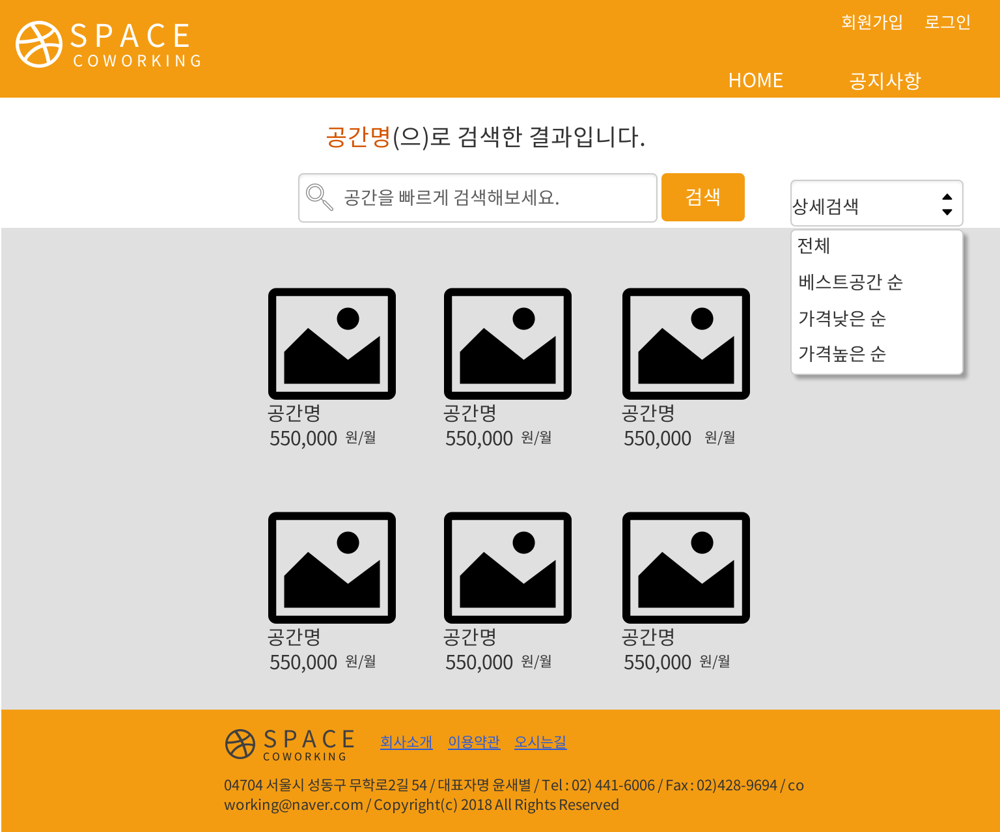 회원가입 로그인
SPACE
COWORKING
HOME 공지사항
공간명(으)로 검색한 결과입니다.
공간을 빠르게 검색해보세요. 검색
상세검색
전체
베스트공간 순
가격낮은 순
가격높은 순
공간명 공간명 공간명
550,000 원/월 550,000 원/월 550,000 원/월
공간명 공간명 공간명
550,000 원/월 550,000 원/월 550,000 원/월
SPACE
COWORKING
회사소개 이용약관 오시는길
04704 서울시 성동구 무학로2길 54 / 대표자명 윤새별 / Tel : 02) 441-6006 / Fax : 02)428-9694 / co
working@naver.com / Copyright(c) 2018 All Rights Reserved